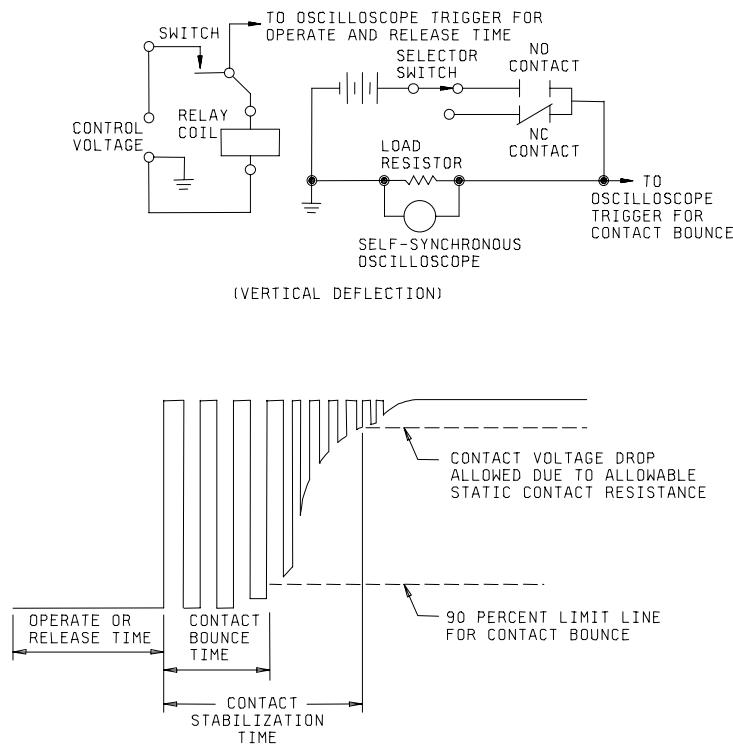 TO OSCILLOSCOPE TRIGGER FOR
OPERATE AND RELEASE TIME
SWITCH
SELECTOR
SWITCH
NO
CONTACT
CONTROL
VOLTAGE
RELAY
COIL
NC
CONTACT
LOAD
RESISTOR
TO
OSCILLOSCOPE
TRIGGER FOR
CONTACT BOUNCE
SELF-SYNCHRONOUS
OSCILLOSCOPE
(VERTICAL DEFLECTION)
CONTACT VOLTAGE DROP
ALLOWED DUE TO ALLOWABLE
STATIC CONTACT RESISTANCE
90 PERCENT LIMIT LINE
FOR CONTACT BOUNCE
OPERATE OR
RELEASE TIME
CONTACT
BOUNCE
TIME
CONTACT
STABILIZATION
TIME